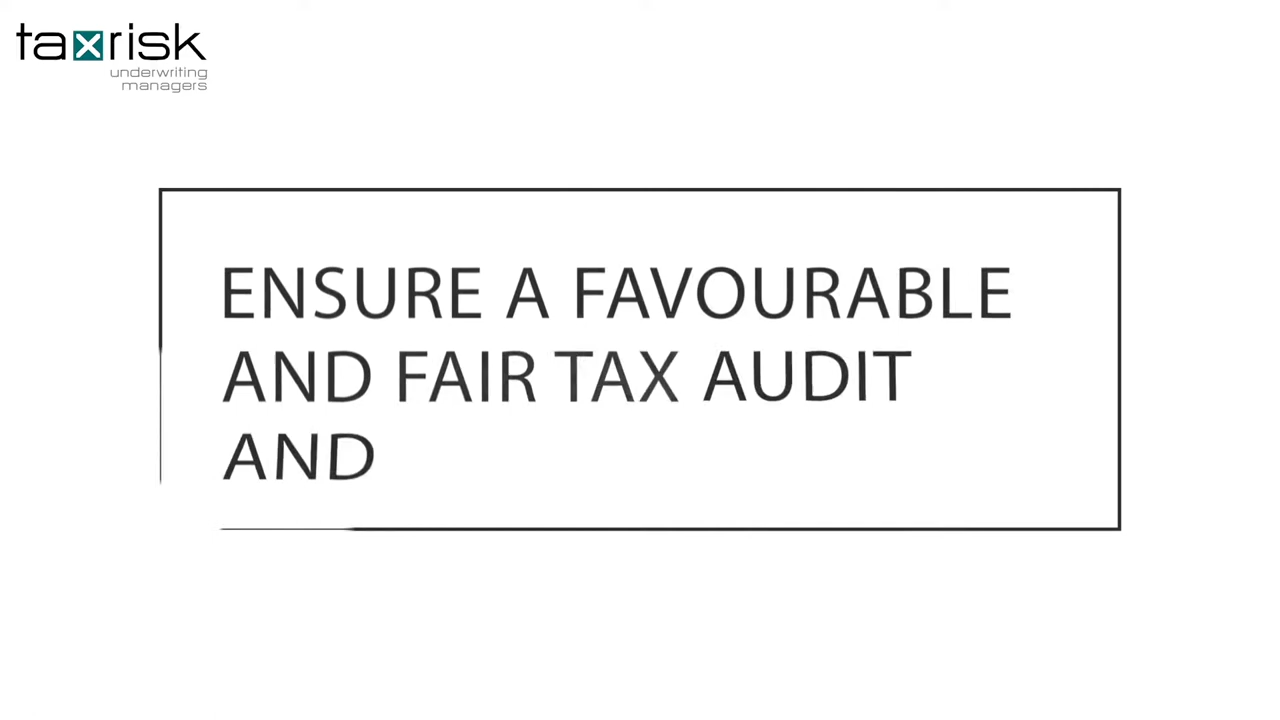 taxrisk
underwriting
managers
ENSURE A FAVOURABLE
AND FAIR TAX AUDIT
AND